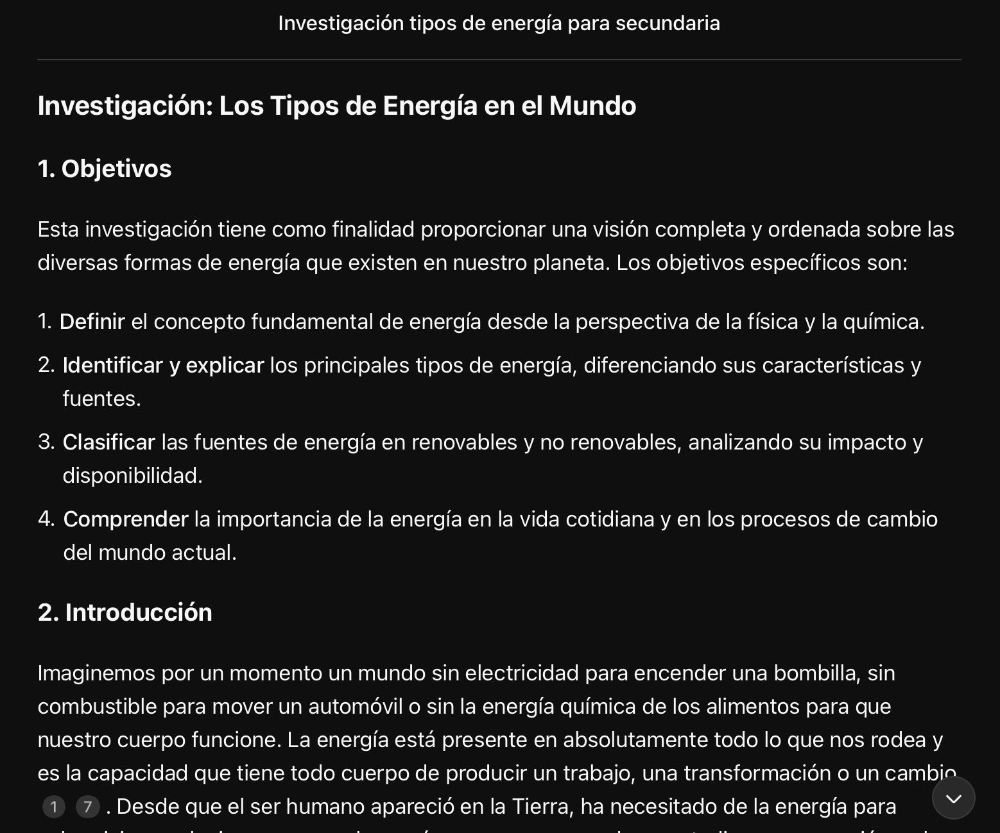 Investigación tipos de energía para secundaria
Investigación: Los Tipos de Energía en el Mundo
1. Objetivos
Esta investigación tiene como finalidad proporcionar una visión completa y ordenada sobre las
diversas formas de energía que existen en nuestro planeta. Los objetivos específicos son:
1. Definir el concepto fundamental de energía desde la perspectiva de la física y la química.
2. Identificar y explicar los principales tipos de energía, diferenciando sus características y
fuentes.
3. Clasificar las fuentes de energía en renovables y no renovables, analizando su impacto y
disponibilidad.
4. Comprender la importancia de la energía en la vida cotidiana y en los procesos de cambio
del mundo actual.
2. Introducción
Imaginemos por un momento un mundo sin electricidad para encender una bombilla, sin
combustible para mover un automóvil o sin la energía química de los alimentos para que
nuestro cuerpo funcione. La energía está presente en absolutamente todo lo que nos rodea y
es la capacidad que tiene todo cuerpo de producir un trabajo, una transformación o un cambio
1 7 . Desde que el ser humano apareció en la Tierra, ha necesitado de la energía para